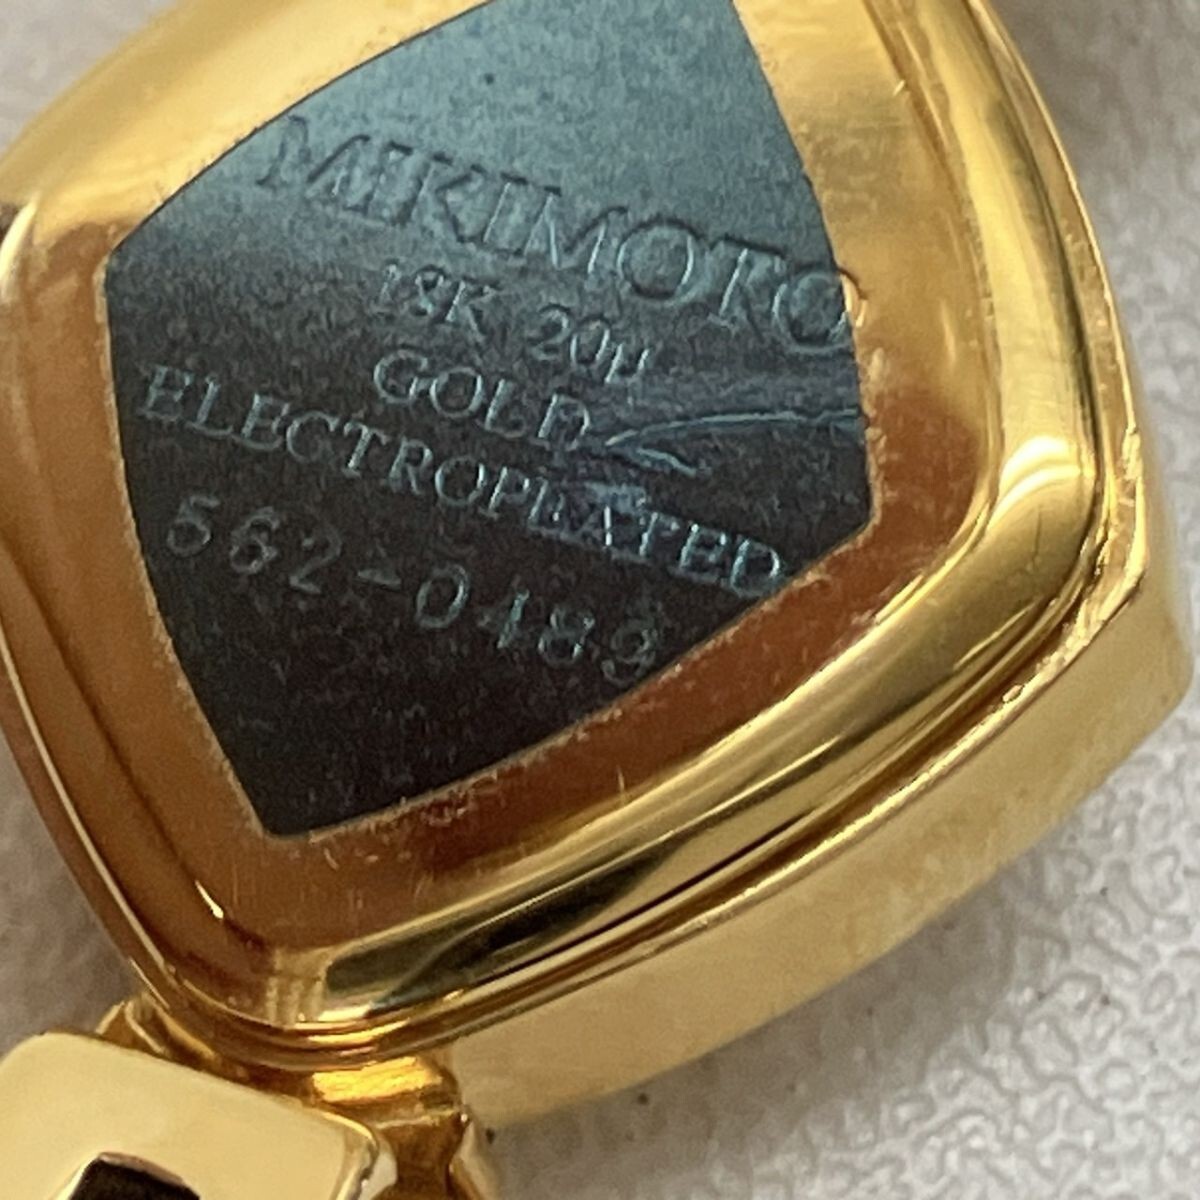 MIKIMOTO
18K 20μ
GOLD
ELECTROPLATED
562-0489